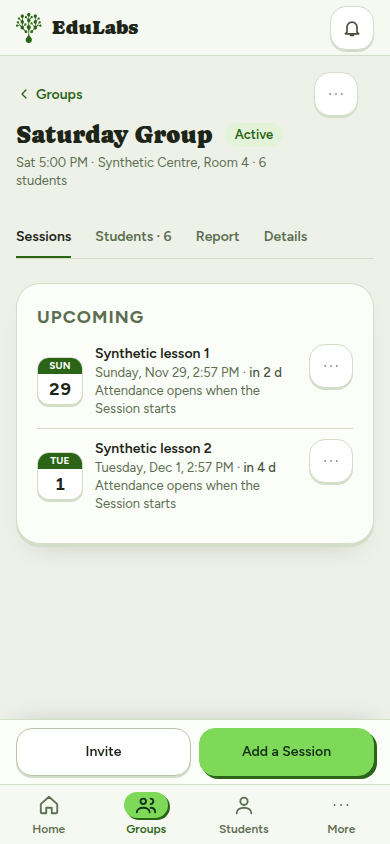 EduLabs
Groups
Saturday Group Active
Sat 5:00 PM · Synthetic Centre, Room 4 · 6
students
Sessions Students · 6 Report Details
UPCOMING
SUN
29
Synthetic lesson 1
Sunday, Nov 29, 2:57 PM · in 2 d
Attendance opens when the
Session starts
TUE
1
Synthetic lesson 2
Tuesday, Dec 1, 2:57 PM · in 4 d
Attendance opens when the
Session starts
Invite Add a Session
Home Groups Students More